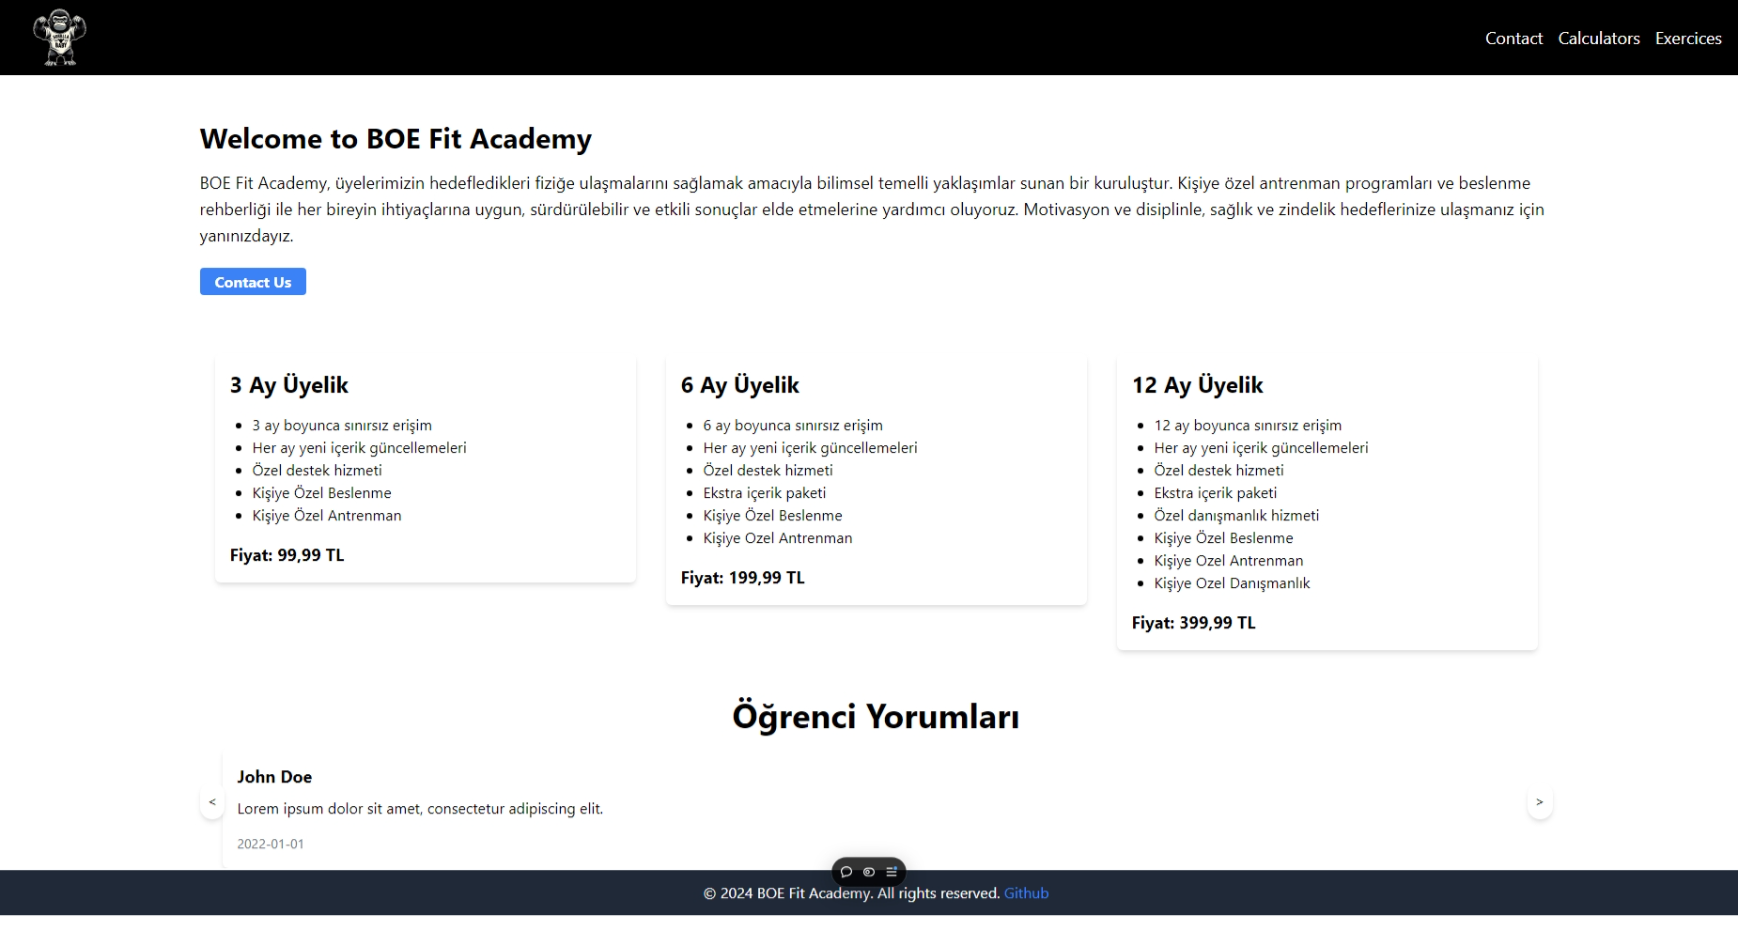 Contact Calculators Exercices
Welcome to BOE Fit Academy
BOE Fit Academy, üyelerimizin hedefledikleri fiziğe ulaşmalarını sağlamak amacıyla bilimsel temelli yaklaşımlar sunan bir kuruluştur. Kişiye özel antrenman programları ve beslenme
rehberliği ile her bireyin ihtiyaçlarına uygun, sürdürülebilir ve etkili sonuçlar elde etmelerine yardımcı oluyoruz. Motivasyon ve disiplinle, sağlık ve zindelik hedeflerinize ulaşmanız için
yanınızdayız.
Contact Us
3 Ay Üyelik
• 3 ay boyunca sınırsız erişim
• Her ay yeni içerik güncellemeleri
• Özel destek hizmeti
• Kişiye Özel Beslenme
• Kişiye Özel Antrenman
Fiyat: 99,99 TL
6 Ay Üyelik
• 6 ay boyunca sınırsız erişim
• Her ay yeni içerik güncellemeleri
• Özel destek hizmeti
• Ekstra içerik paketi
• Kişiye Özel Beslenme
• Kişiye Ozel Antrenman
Fiyat: 199,99 TL
12 Ay Üyelik
• 12 ay boyunca sınırsız erişim
• Her ay yeni içerik güncellemeleri
• Özel destek hizmeti
• Ekstra içerik paketi
• Özel danışmanlık hizmeti
• Kişiye Özel Beslenme
• Kişiye Ozel Antrenman
• Kişiye Ozel Danışmanlık
Fiyat: 399,99 TL
Öğrenci Yorumları
John Doe
< Lorem ipsum dolor sit amet, consectetur adipiscing elit. >
2022-01-01
© 2024 BOE Fit Academy. All rights reserved. Github